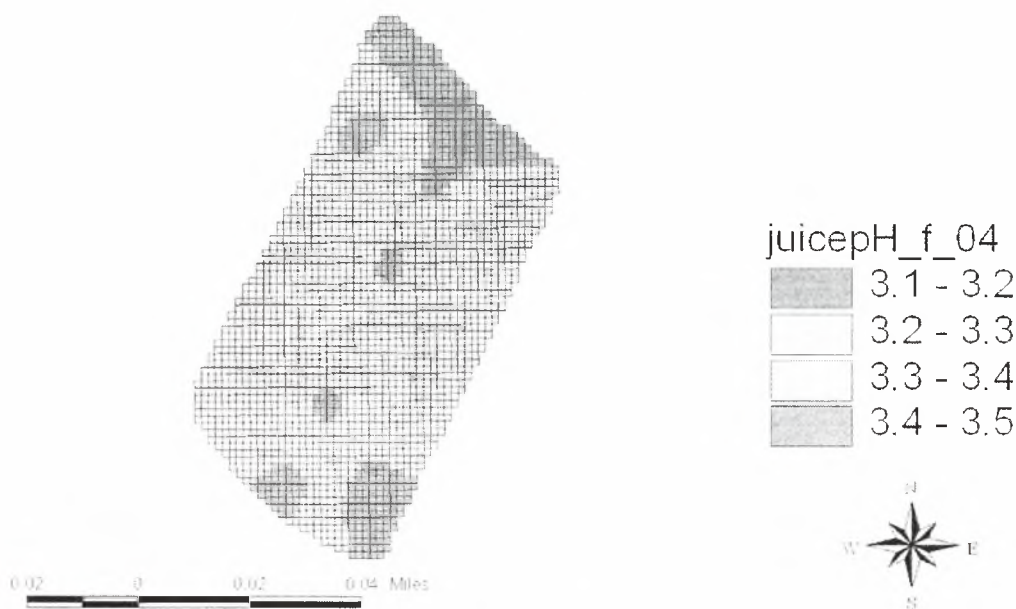 juicepH_f_04
3.1 - 3.2
3.2 - 3.3
3.3 - 3.4
3.4 - 3.5
N
W E
S
0.02 0 0.02 0.04 Miles